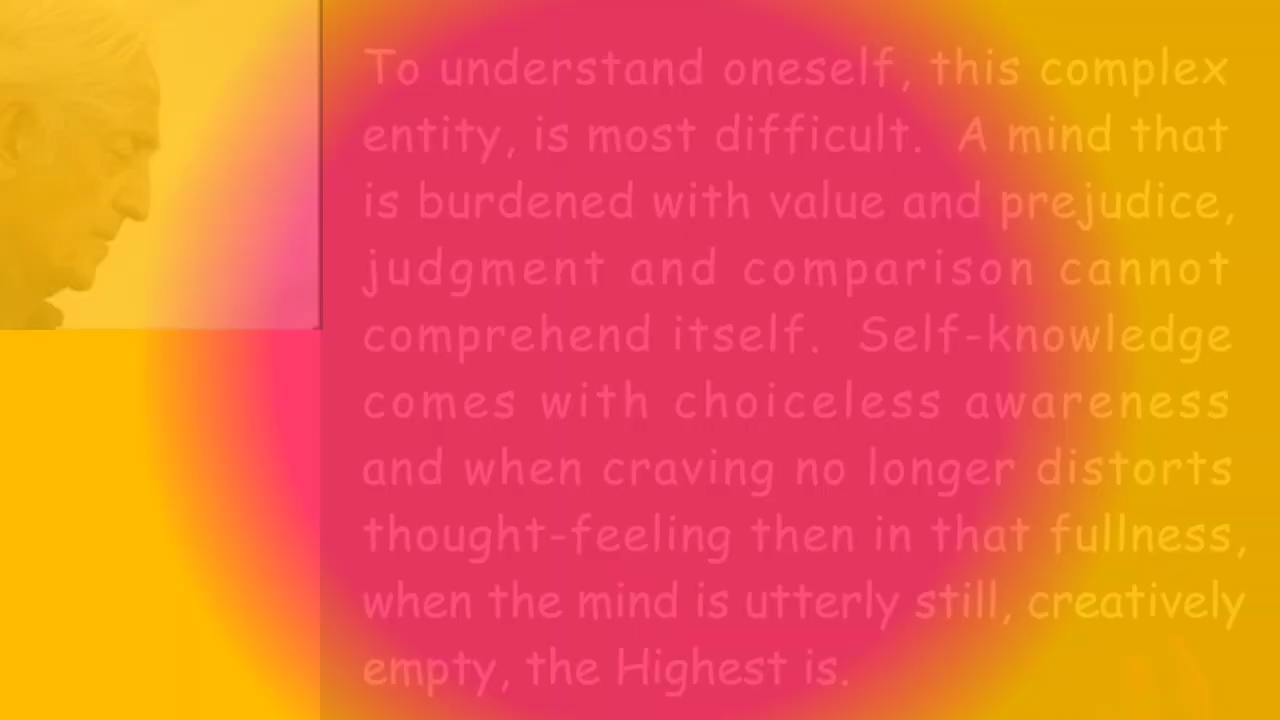 To understand oneself, this complex
entity, is most difficult. A mind that
is burdened with value and prejudice,
judgment and comparison cannot
comprehend itself. Self-knowledge
comes with choiceless awareness
and when craving no longer distorts
thought-feeling then in that fullness,
when the mind is utterly still, creatively
empty, the Highest is.